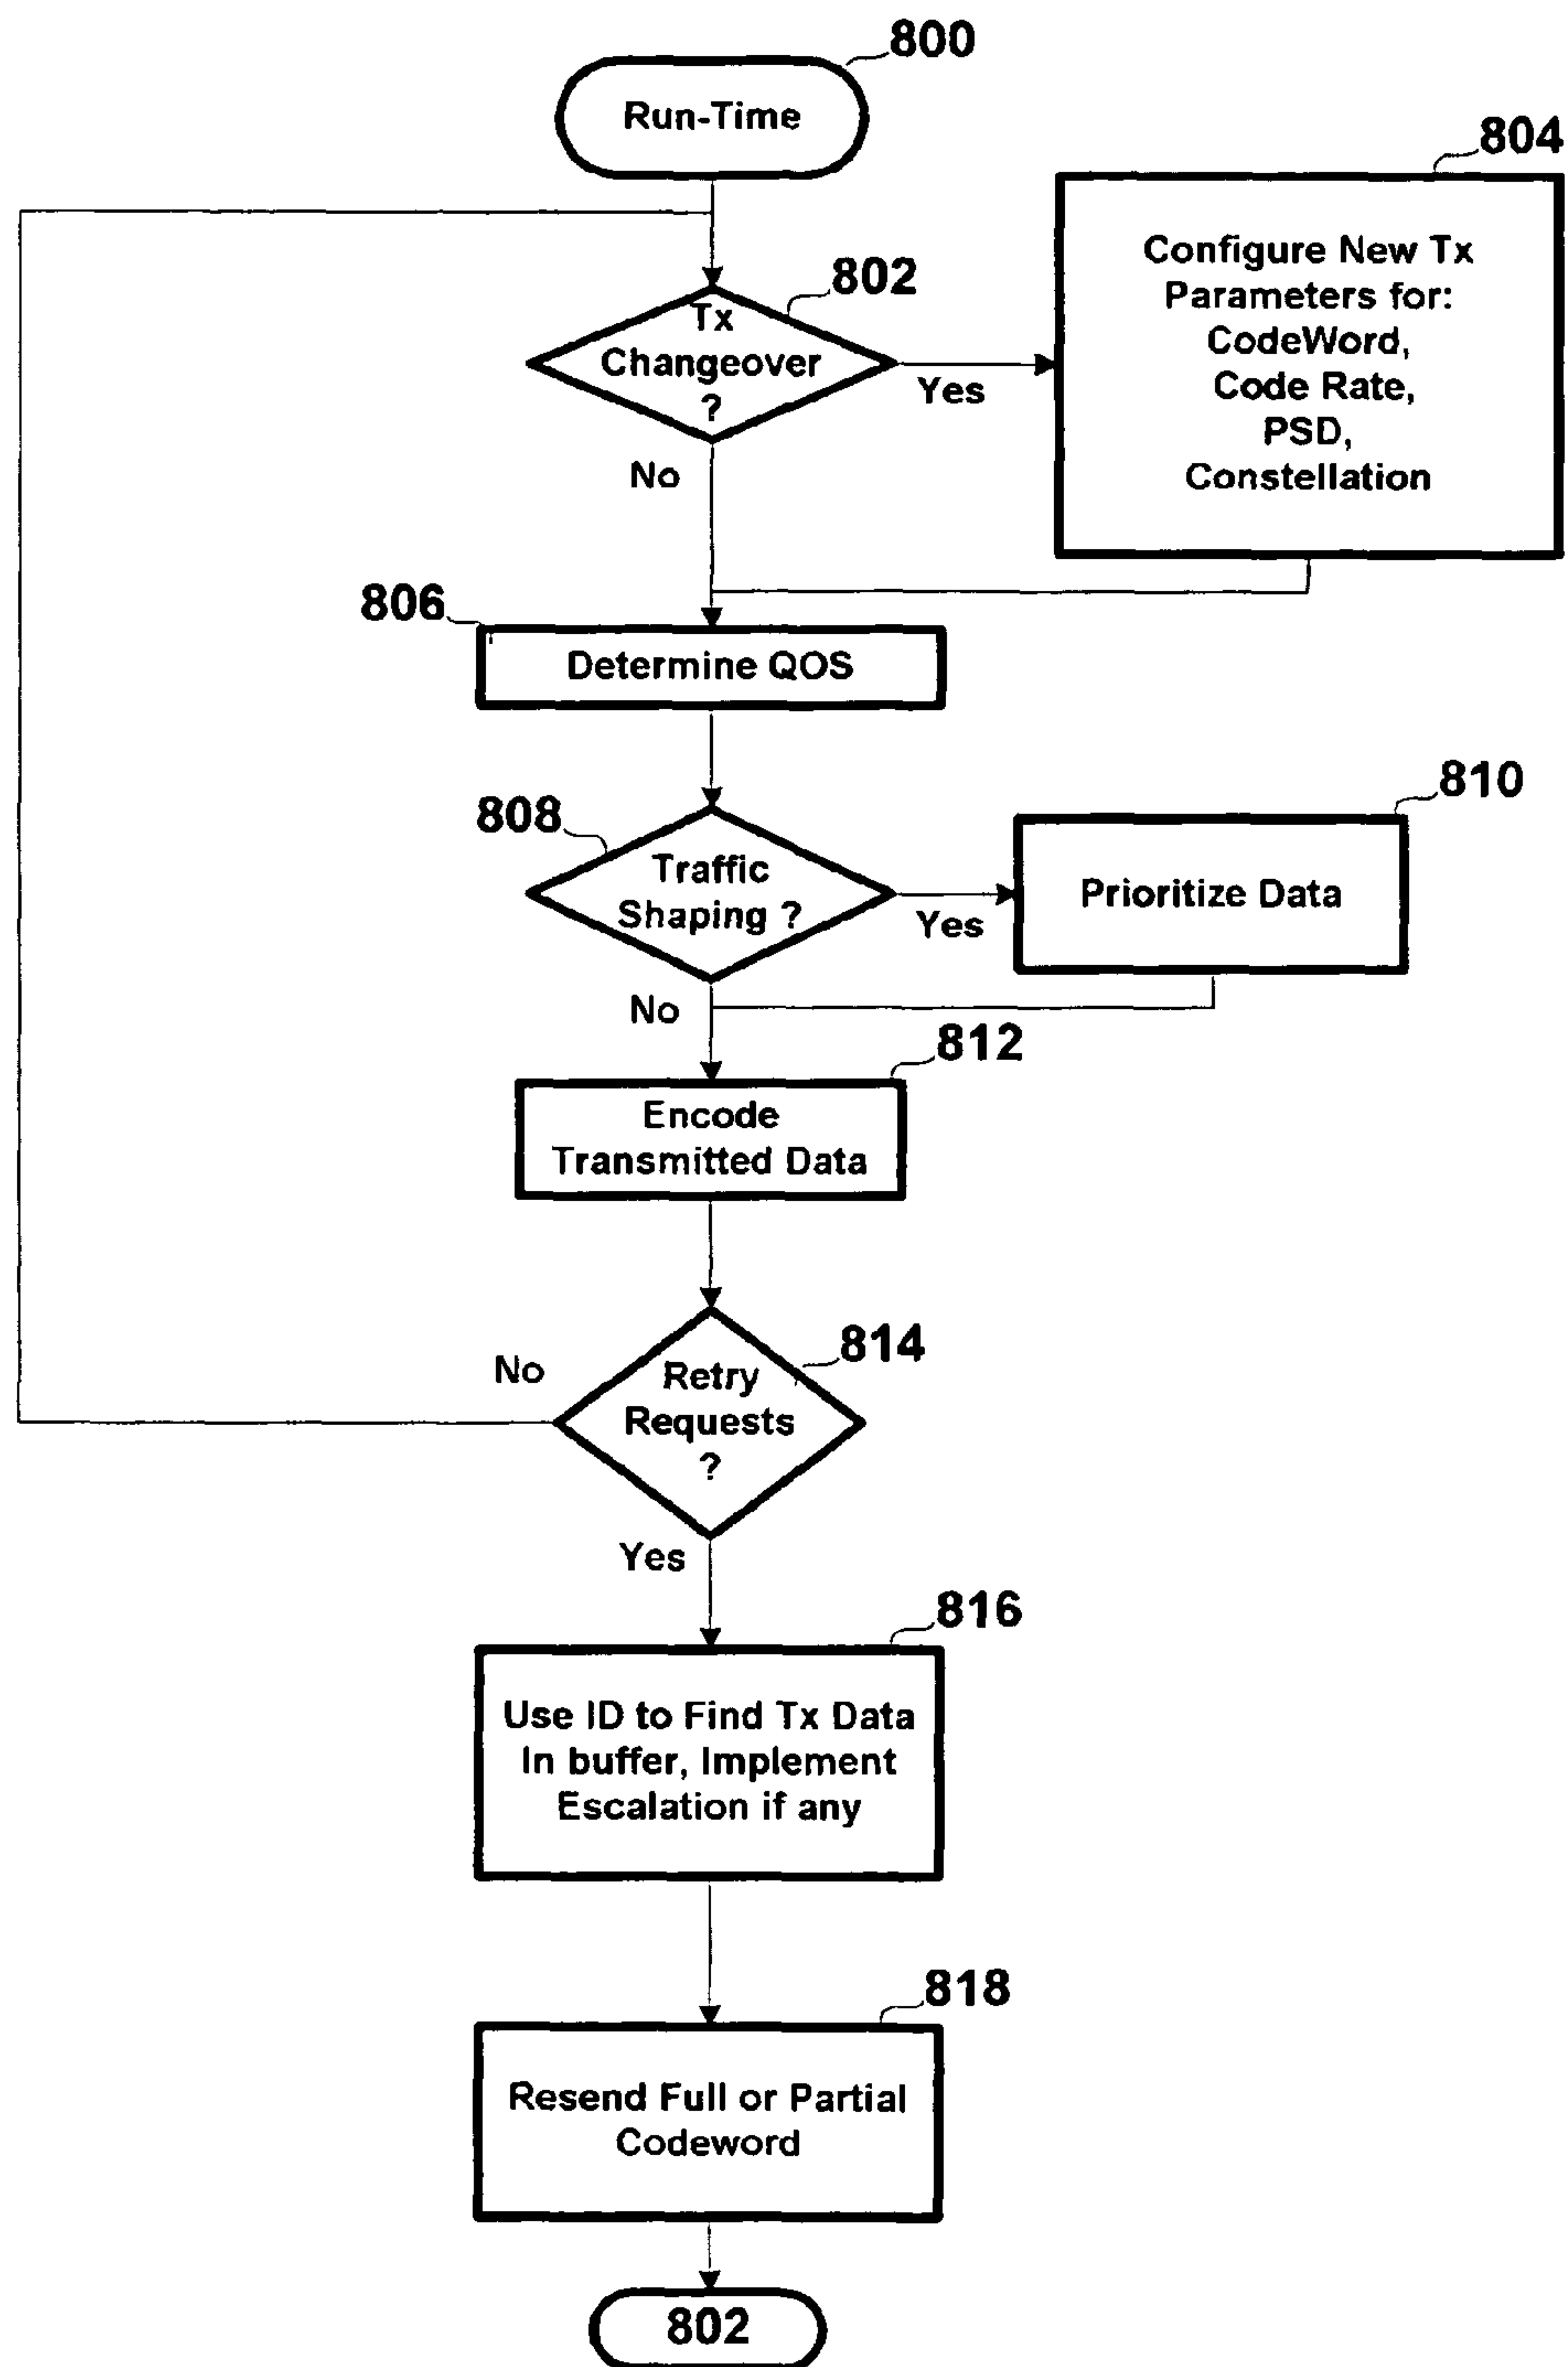 800
Run-Time
804
Configure New Tx
Parameters for:
CodeWord,
Code Rate,
PSD,
Constellation
802
Tx
Changeover
?
Yes
No
806
Determine QOS
810
808
Traffic
Shaping ?
Yes
Prioritize Data
No
812
Encode
Transmitted Data
814
No
Retry
Requests
?
Yes
816
Use ID to Find Tx Data
In buffer, Implement
Escalation if any
818
Resend Full or Partial
Codeword
802